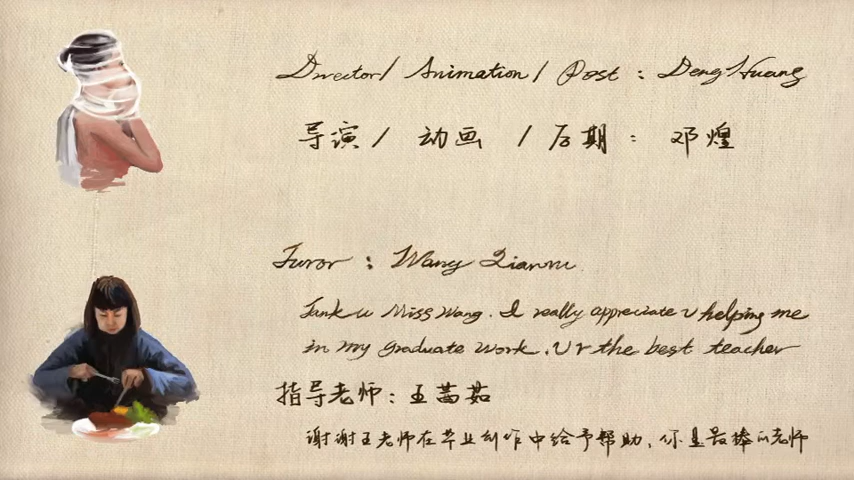 Director/ Animation/ Post : Deng Huang
导演/ 动画 /后期: 邓煌
Turor : Wang Qianru
Tank u Miss Wang. I really appreciate u helping me
in my graduate work. Ur the best teacher
指导老师: 王茜茹
谢谢王老师在毕业创作中给予帮助、你是最棒的老师